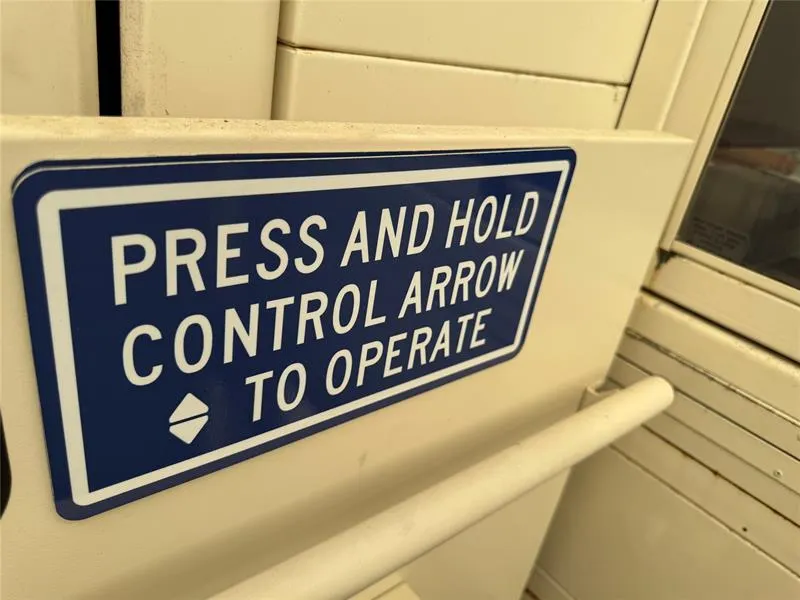 PRESS AND HOLD
CONTROL ARROW
TO OPERATE